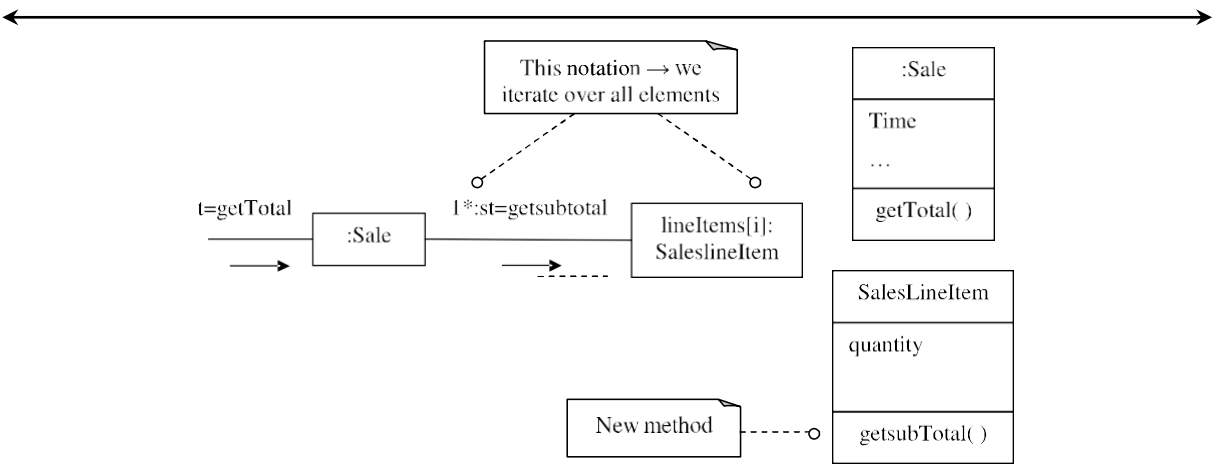 This notation → we
iterate over all elements
:Sale
Time
...
getTotal( )
t=getTotal
:Sale
1*:st=getsubtotal
lineItems[i]:
SaleslineItem
SalesLineItem
quantity
getsubTotal( )
New method